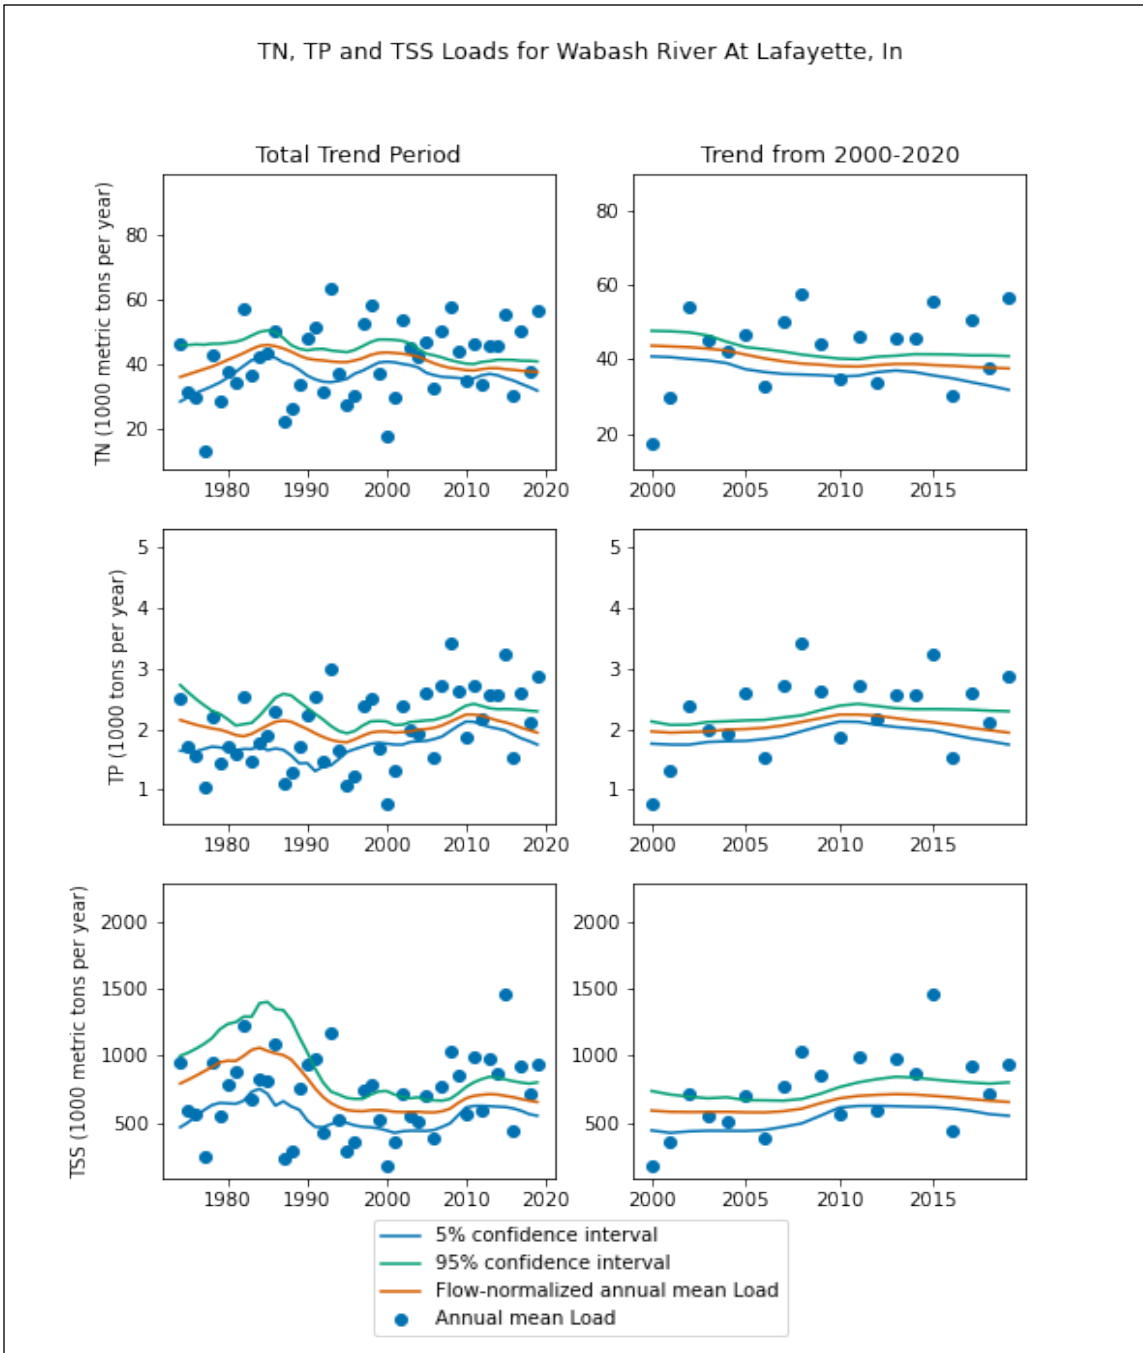 TN, TP and TSS Loads for Wabash River At Lafayette, In
Total Trend Period
Trend from 2000-2020
TN (1000 metric tons per year)
80
60
40
20
1980 1990 2000 2010 2020
80
60
40
20
2000 2005 2010 2015
TP (1000 tons per year)
5
4
3
2
1
1980 1990 2000 2010 2020
5
4
3
2
1
2000 2005 2010 2015
TSS (1000 metric tons per year)
2000
1500
1000
500
1980 1990 2000 2010 2020
2000
1500
1000
500
2000 2005 2010 2015
5% confidence interval
95% confidence interval
Flow-normalized annual mean Load
Annual mean Load